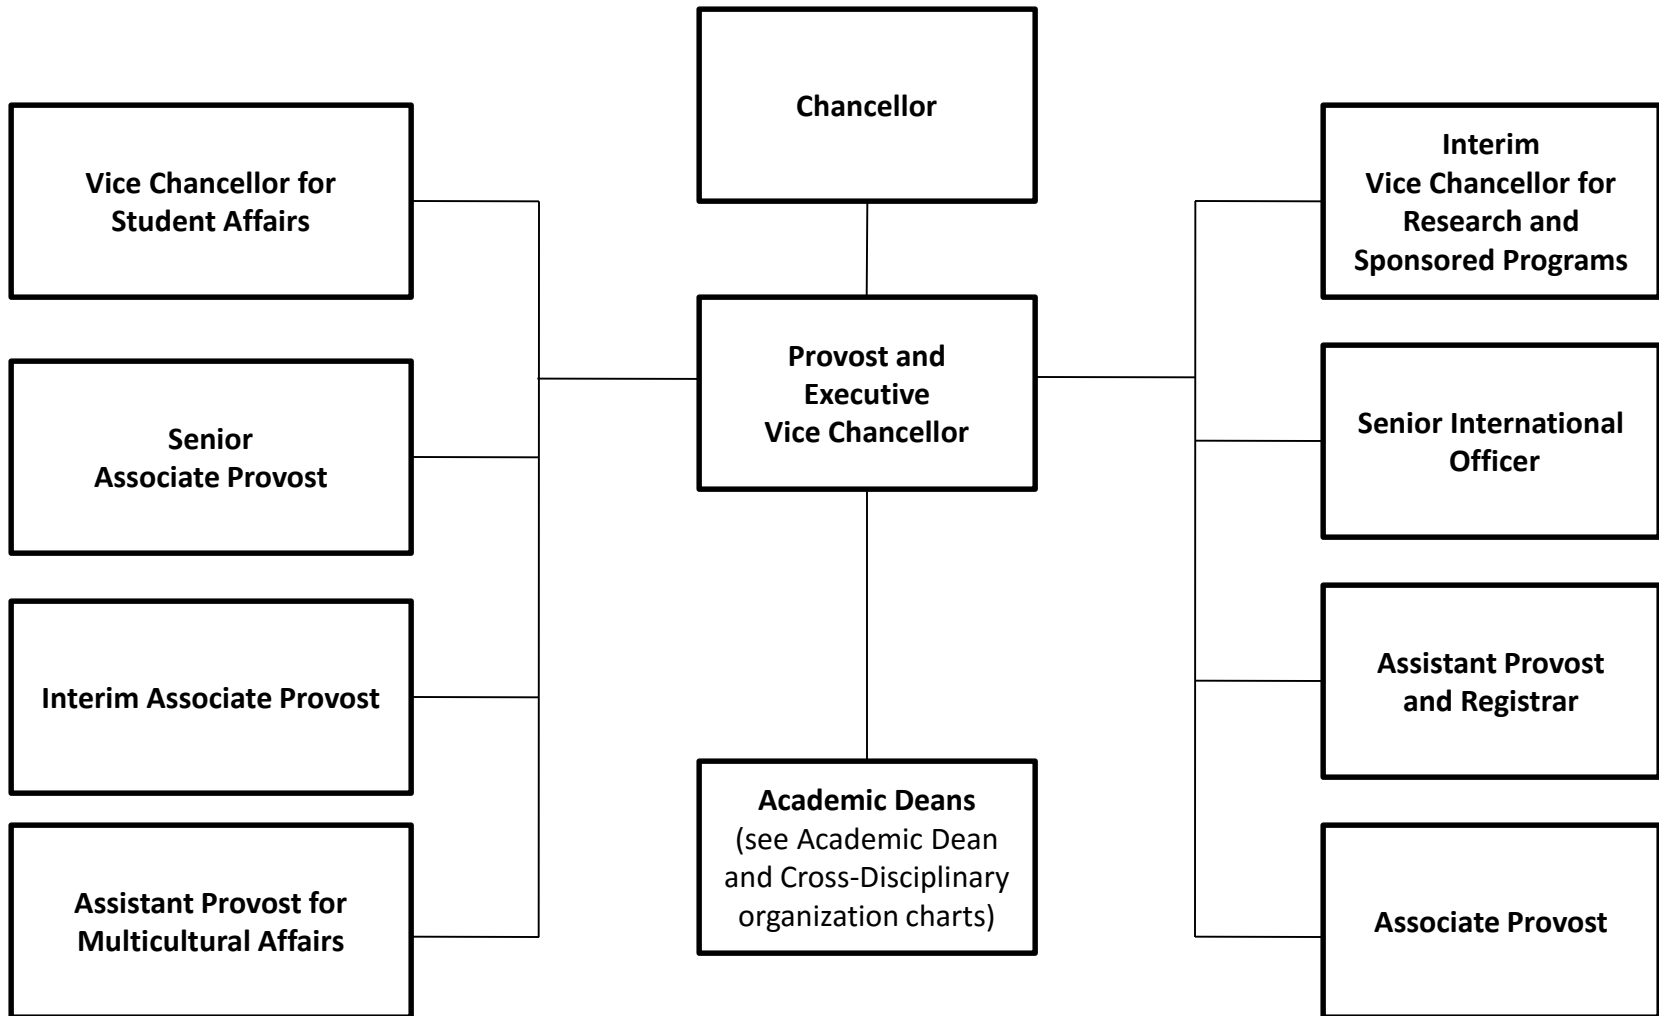 Chancellor
Vice Chancellor for
Student Affairs
Interim
Vice Chancellor for
Research and
Sponsored Programs
Provost and
Executive
Vice Chancellor
Senior
Associate Provost
Senior International
Officer
Interim Associate Provost
Assistant Provost
and Registrar
Academic Deans
(see Academic Dean
and Cross-Disciplinary
organization charts)
Assistant Provost for
Multicultural Affairs
Associate Provost